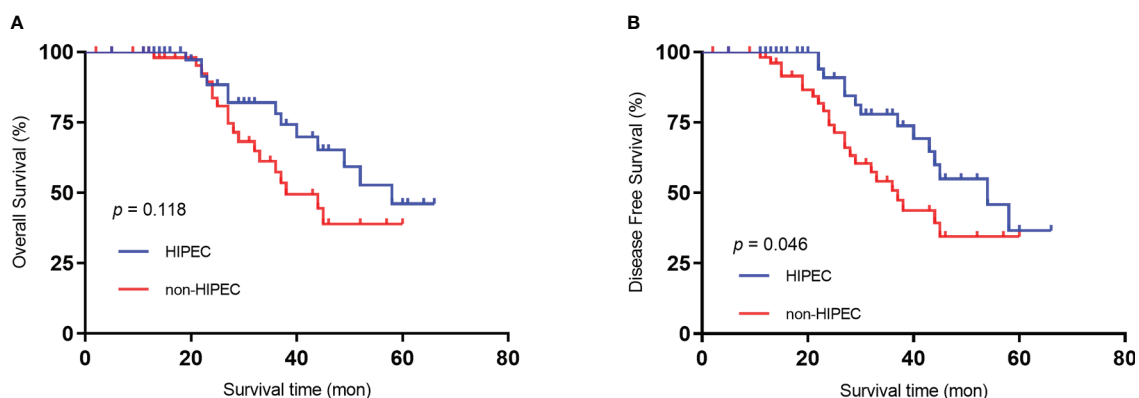 A
Overall Survival (%)
100
75
50
25
0
p = 0.118
HIPEC
non-HIPEC
0 20 40 60 80
Survival time (mon)
B
Disease Free Survival (%)
100
75
50
25
0
p = 0.046
HIPEC
non-HIPEC
0 20 40 60 80
Survival time (mon)